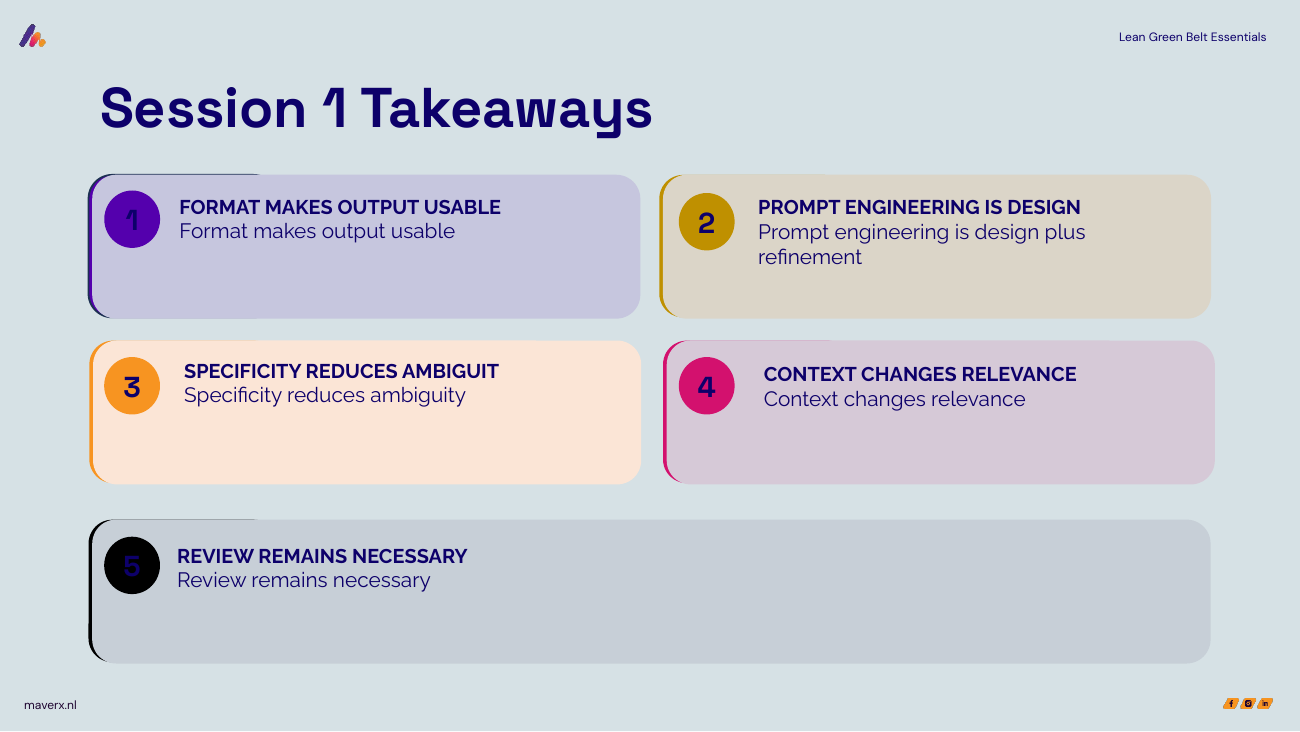 Lean Green Belt Essentials
Session 1 Takeaways
1
FORMAT MAKES OUTPUT USABLE
Format makes output usable
2
PROMPT ENGINEERING IS DESIGN
Prompt engineering is design plus
refinement
3
SPECIFICITY REDUCES AMBIGUIT
Specificity reduces ambiguity
4
CONTEXT CHANGES RELEVANCE
Context changes relevance
5
REVIEW REMAINS NECESSARY
Review remains necessary
maverx.nl